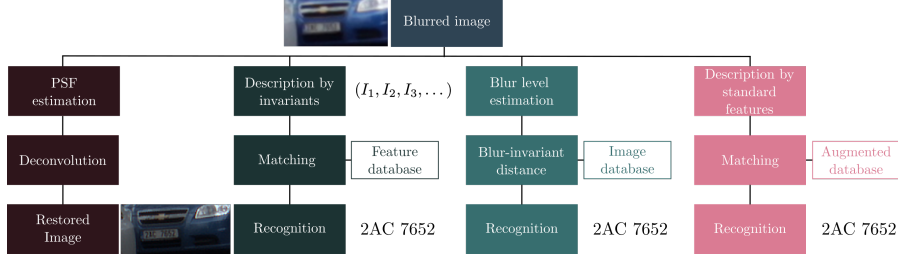 Blurred image
PSF
estimation
Description by
invariants
(I₁, I₂, I₃, . . . )
Blur level
estimation
Description by
standard
features
Deconvolution
Matching
Feature
database
Blur-invariant
distance
Image
database
Matching
Augmented
database
Restored
Image
2AC 7652
Recognition
2AC 7652
Recognition
2AC 7652
Recognition
2AC 7652